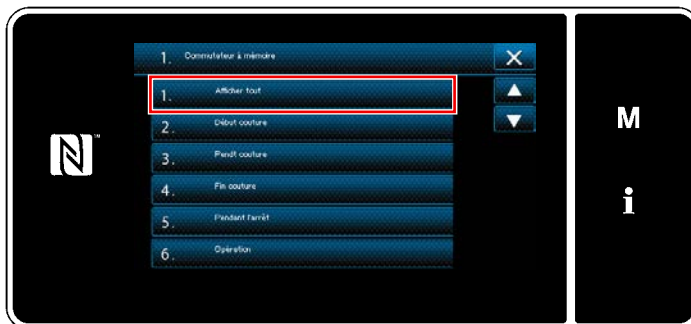 1. Commutateur à mémoire
1. Afficher tout
2. Début couture
3. Pendt couture
4. Fin couture
5. Pendant l'arrêt
6. Opération
M
i